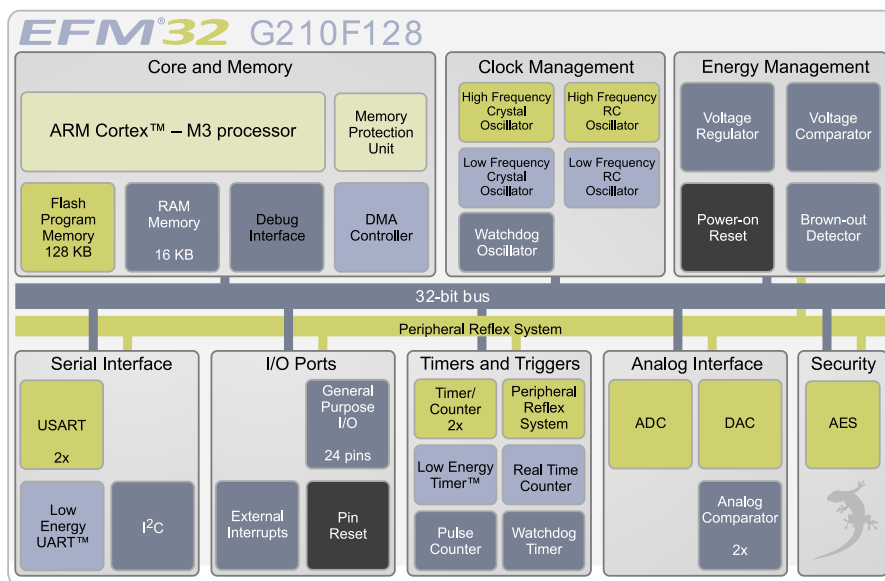 EFM®32 G210F128
Core and Memory
ARM Cortex™ – M3 processor
Memory
Protection
Unit
Flash
Program
Memory
128 KB
RAM
Memory
16 KB
Debug
Interface
DMA
Controller
Clock Management
High Frequency
Crystal
Oscillator
High Frequency
RC
Oscillator
Low Frequency
Crystal
Oscillator
Low Frequency
RC
Oscillator
Watchdog
Oscillator
Energy Management
Voltage
Regulator
Voltage
Comparator
Power-on
Reset
Brown-out
Detector
32-bit bus
Peripheral Reflex System
Serial Interface
USART
2x
Low
Energy
UART™
I²C
I/O Ports
General
Purpose
I/O
24 pins
External
Interrupts
Pin
Reset
Timers and Triggers
Timer/
Counter
2x
Peripheral
Reflex
System
Low Energy
Timer™
Real Time
Counter
Pulse
Counter
Watchdog
Timer
Analog Interface
ADC
DAC
Analog
Comparator
2x
Security
AES